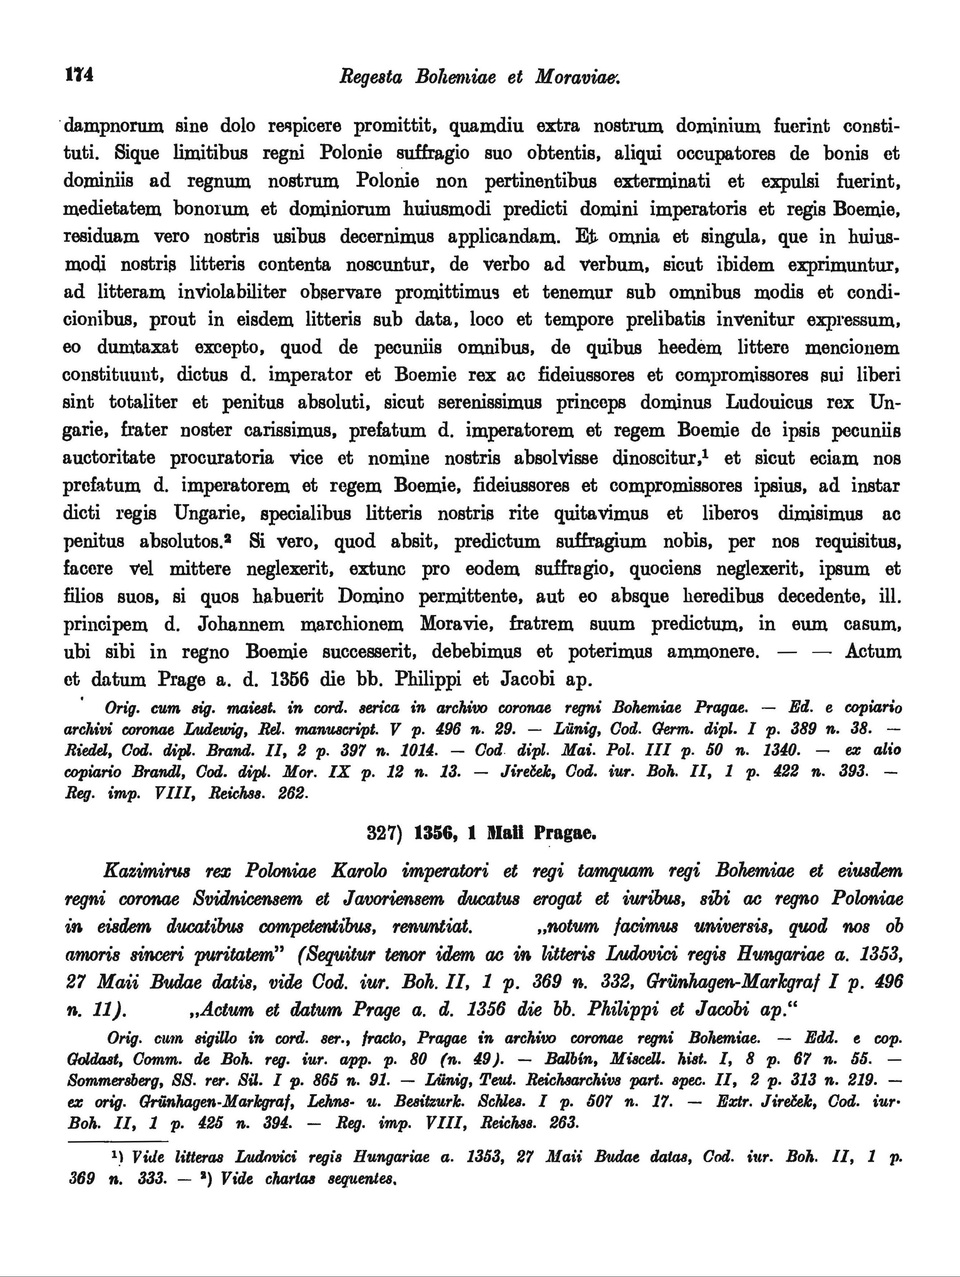 174 Regesta Bohemiae et Moraviae.
dampnorum sine dolo respicere promittit, quamdiu extra nostrum dominium fuerint consti-
tuti. Sique limitibus regni Polonie suffragio suo obtentis, aliqui occupatores de bonis et
dominiis ad regnum nostrum Polonie non pertinentibus exterminati et expulsi fuerint,
medietatem bonorum et dominiorum huiusmodi predicti domini imperatoris et regis Boemie,
residuam vero nostris usibus decernimus applicandam. Et omnia et singula, que in huius-
modi nostris litteris contenta noscuntur, de verbo ad verbum, sicut ibidem exprimuntur,
ad litteram inviolabiliter observare promittimus et tenemur sub omnibus modis et condi-
cionibus, prout in eisdem litteris sub data, loco et tempore prelibatis invenitur expressum,
eo dumtaxat excepto, quod de pecuniis omnibus, de quibus heedem littere mencionem
constituunt, dictus d. imperator et Boemie rex ac fideiussores et compromissores sui liberi
sint totaliter et penitus absoluti, sicut serenissimus princeps dominus Ludouicus rex Un-
garie, frater noster carissimus, prefatum d. imperatorem et regem Boemie de ipsis pecuniis
auctoritate procuratoria vice et nomine nostris absolvisse dinoscitur,¹ et sicut eciam nos
prefatum d. imperatorem et regem Boemie, fideiussores et compromissores ipsius, ad instar
dicti regis Ungarie, specialibus litteris nostris rite quitavimus et liberos dimisimus ac
penitus absolutos.² Si vero, quod absit, predictum suffragium nobis, per nos requisitus,
facere vel mittere neglexerit, extunc pro eodem suffragio, quociens neglexerit, ipsum et
filios suos, si quos habuerit Domino permittente, aut eo absque heredibus decedente, ill.
principem d. Johannem marchionem Moravie, fratrem suum predictum, in eum casum,
ubi sibi in regno Boemie successerit, debebimus et poterimus ammonere. — — Actum
et datum Prage a. d. 1356 die bb. Philippi et Jacobi ap.
Orig. cum sig. maiest. in cord. serica in archivo coronae regni Bohemiae Pragae. — Ed. e copiario
archivi coronae Ludewig, Rel. manuscript. V p. 496 n. 29. — Lünig, Cod. Germ. dipl. I p. 389 n. 38. —
Riedel, Cod. dipl. Brand. II, 2 p. 397 n. 1014. — Cod. dipl. Mai. Pol. III p. 50 n. 1340. — ex alio
copiario Brandl, Cod. dipl. Mor. IX p. 12 n. 13. — Jireček, Cod. iur. Boh. II, 1 p. 422 n. 393. —
Reg. imp. VIII, Reichss. 262.
327) 1356, 1 Maii Pragae.
Kazimirus rex Poloniae Karolo imperatori et regi tamquam regi Bohemiae et eiusdem
regni coronae Svidnicensem et Javoriensem ducatus erogat et iuribus, sibi ac regno Poloniae
in eisdem ducatibus competentibus, renuntiat. „notum facimus universis, quod nos ob
amoris sinceri puritatem” (Sequitur tenor idem ac in litteris Ludovici regis Hungariae a. 1353,
27 Maii Budae datis, vide Cod. iur. Boh. II, 1 p. 369 n. 332, Grünhagen-Markgraf I p. 496
n. 11). „Actum et datum Prage a. d. 1356 die bb. Philippi et Jacobi ap.“
Orig. cum sigillo in cord. ser., fracto, Pragae in archivo coronae regni Bohemiae. — Edd. e cop.
Goldast, Comm. de Boh. reg. iur. app. p. 80 (n. 49). — Balbín, Miscell. hist. I, 8 p. 67 n. 55. —
Sommersberg, SS. rer. Sil. I p. 865 n. 91. — Lünig, Teut. Reichsarchivs part. spec. II, 2 p. 313 n. 219. —
ex orig. Grünhagen-Markgraf, Lehns- u. Besitzurk. Schles. I p. 507 n. 17. — Extr. Jireček, Cod. iur.
Boh. II, 1 p. 425 n. 394. — Reg. imp. VIII, Reichss. 263.
¹) Vide litteras Ludovici regis Hungariae a. 1353, 27 Maii Budae datas, Cod. iur. Boh. II, 1 p.
369 n. 333. — ²) Vide chartas sequentes.